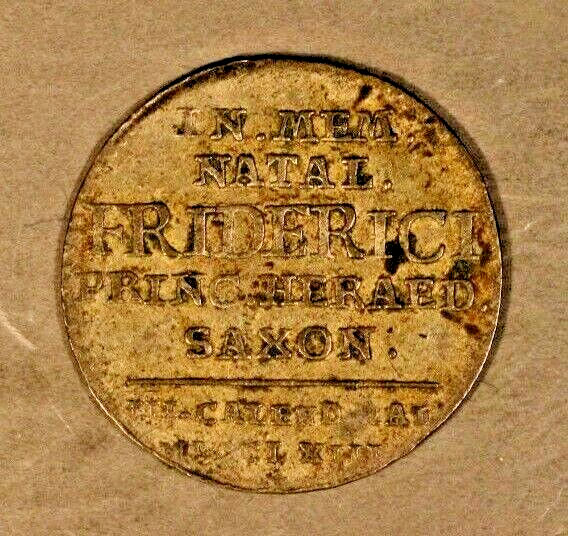 IN. MEM
NATAL.
FRIDERICI
PRINC. HERAED
SAXON: